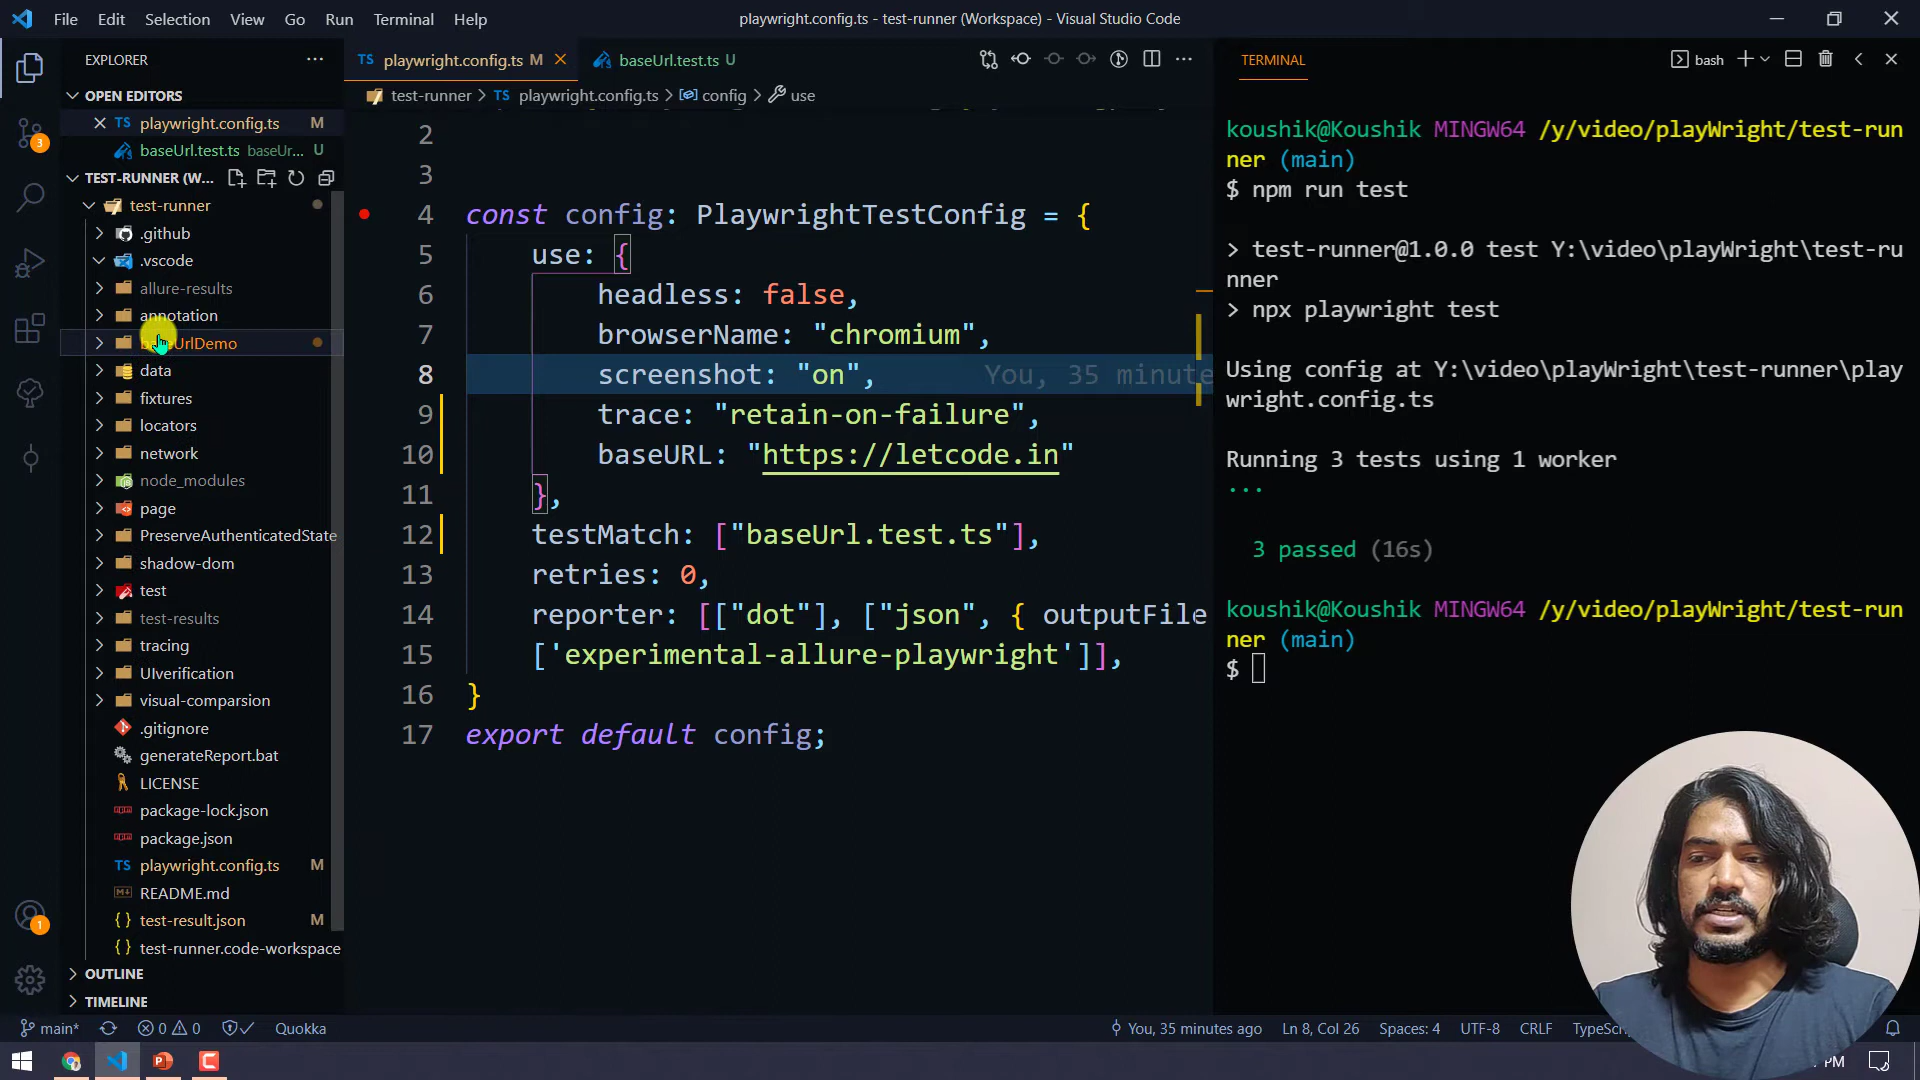 File Edit Selection View Go Run Terminal Help
playwright.config.ts - test-runner (Workspace) - Visual Studio Code
EXPLORER
OPEN EDITORS
playwright.config.ts M
baseUrl.test.ts baseUr... U
TEST-RUNNER (W...
test-runner
.github
.vscode
allure-results
annotation
UrlDemo
data
fixtures
locators
network
node_modules
page
PreserveAuthenticatedState
shadow-dom
test
test-results
tracing
UIverification
visual-comparsion
.gitignore
generateReport.bat
LICENSE
package-lock.json
package.json
playwright.config.ts M
README.md
test-result.json M
test-runner.code-workspace
OUTLINE
TIMELINE
playwright.config.ts M
baseUrl.test.ts U
test-runner > TS playwright.config.ts > config > use
2
3
4 const config: PlaywrightTestConfig = {
5 use: {
6 headless: false,
7 browserName: "chromium",
8 screenshot: "on", You, 35 minute
9 trace: "retain-on-failure",
10 baseURL: "https://letcode.in"
11 },
12 testMatch: ["baseUrl.test.ts"],
13 retries: 0,
14 reporter: [["dot"], ["json", { outputFile
15 ['experimental-allure-playwright']],
16 }
17 export default config;
TERMINAL
bash
koushik@Koushik MINGW64 /y/video/playWright/test-run
ner (main)
$ npm run test
> test-runner@1.0.0 test Y:\video\playWright\test-ru
nner
> npx playwright test
Using config at Y:\video\playWright\test-runner\play
wright.config.ts
Running 3 tests using 1 worker
···
3 passed (16s)
koushik@Koushik MINGW64 /y/video/playWright/test-run
ner (main)
$
main* 0 0 Quokka
You, 35 minutes ago Ln 8, Col 26 Spaces: 4 UTF-8 CRLF TypeScri
PM